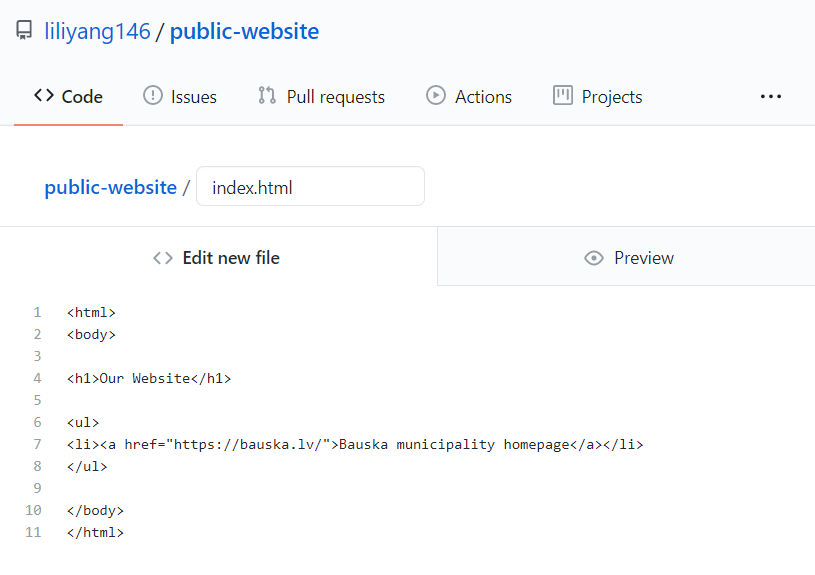 liliyang146 / public-website
Code Issues Pull requests Actions Projects ...
public-website / index.html
<> Edit new file Preview
1 <html>
2 <body>
3
4 <h1>Our Website</h1>
5
6 <ul>
7 <li><a href="https://bauska.lv/">Bauska municipality homepage</a></li>
8 </ul>
9
10 </body>
11 </html>